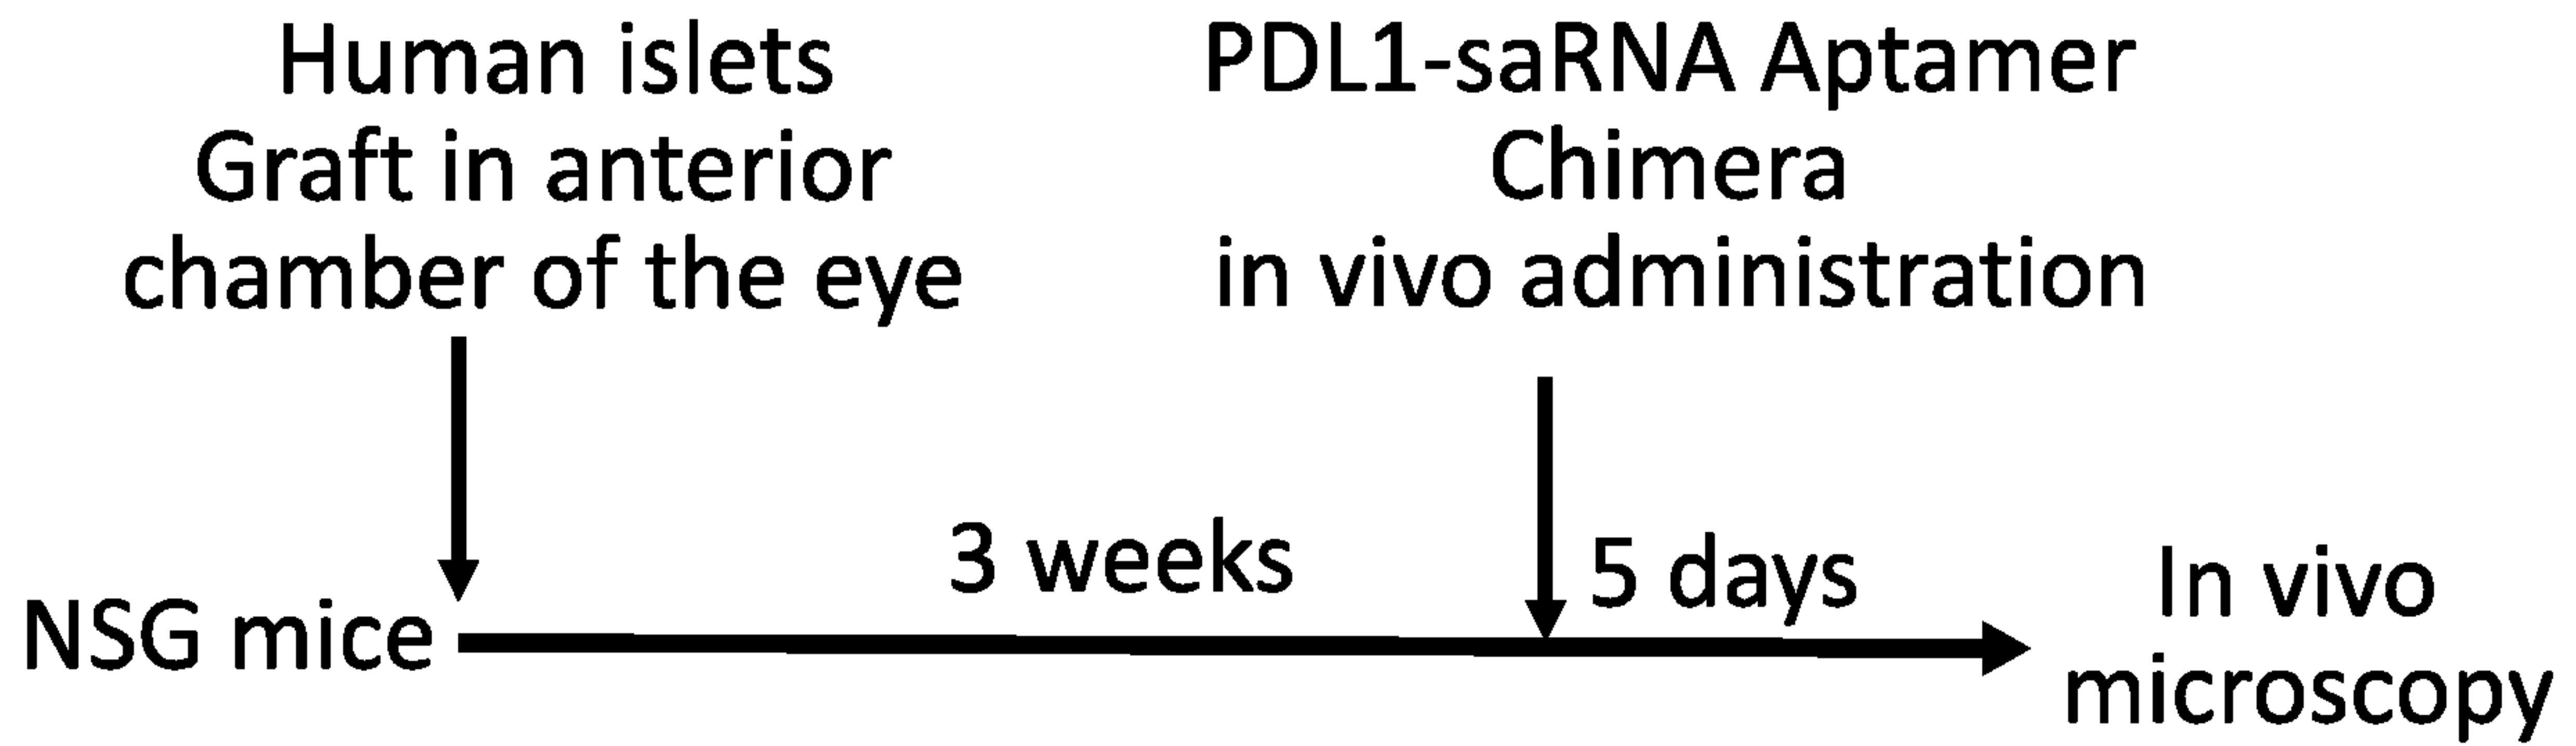 Human islets
Graft in anterior
chamber of the eye
PDL1-saRNA Aptamer
Chimera
in vivo administration
NSG mice
3 weeks
5 days
In vivo
microscopy